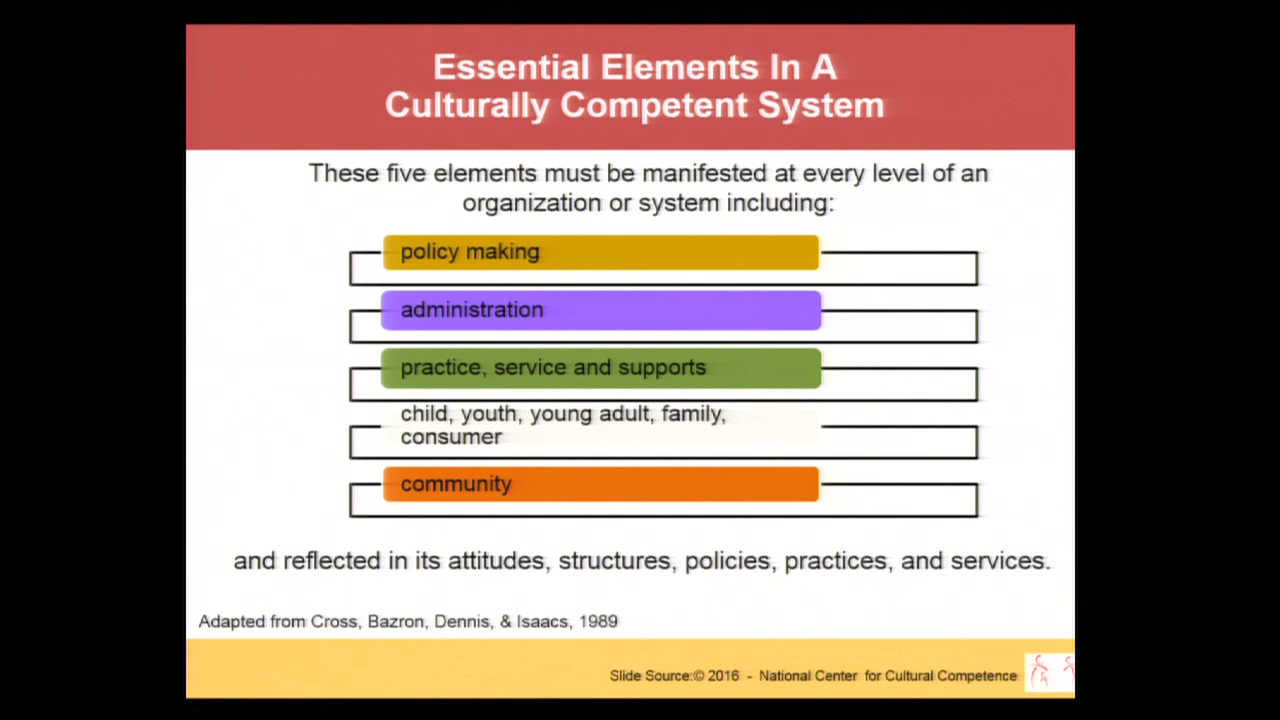 Essential Elements In A
Culturally Competent System
These five elements must be manifested at every level of an
organization or system including:
policy making
administration
practice, service and supports
child, youth, young adult, family,
consumer
community
and reflected in its attitudes, structures, policies, practices, and services.
Adapted from Cross, Bazron, Dennis, & Isaacs, 1989
Slide Source:© 2016 - National Center for Cultural Competence